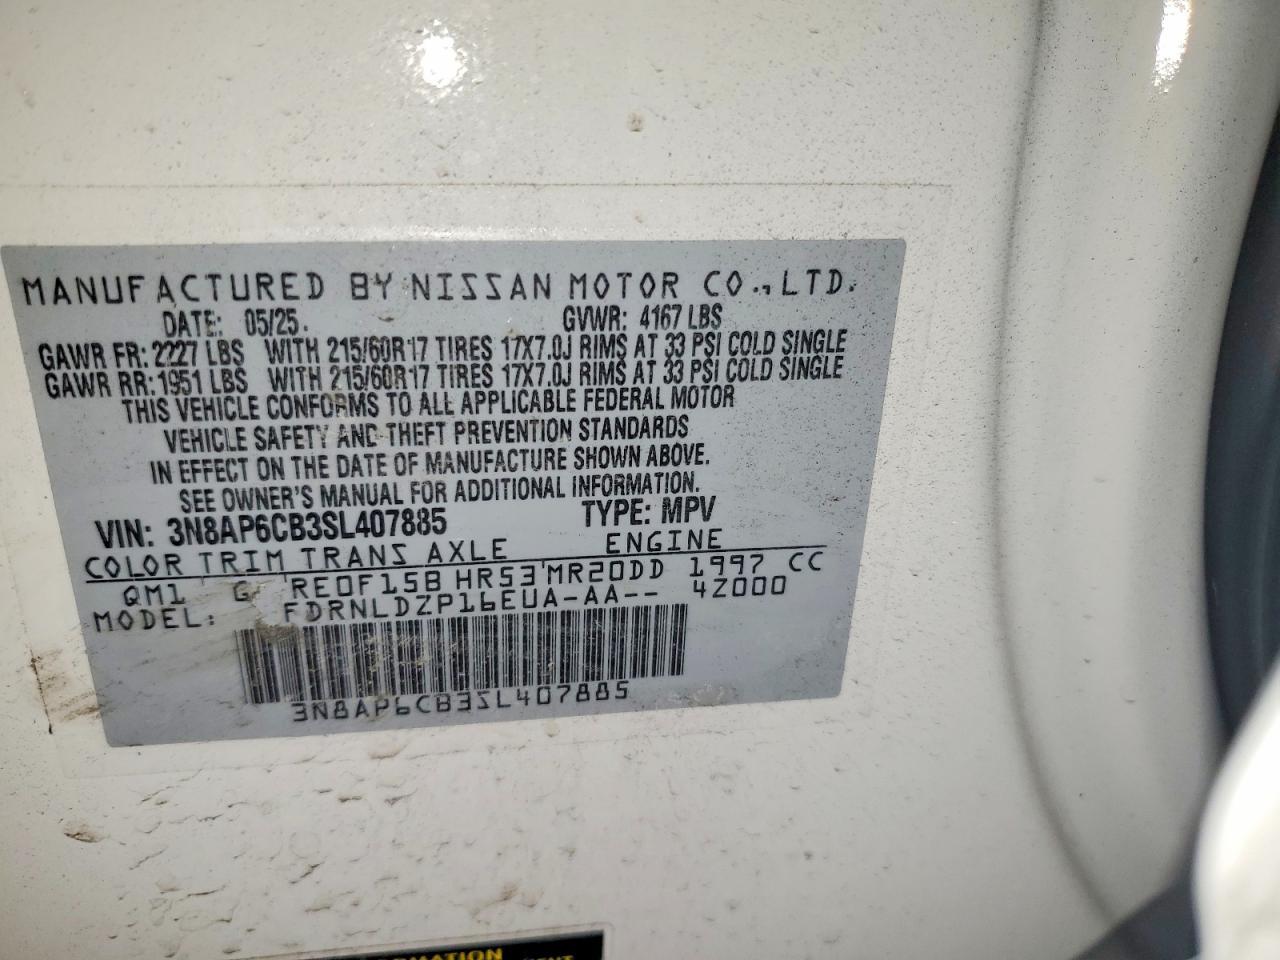 MANUFACTURED BY NISSAN MOTOR CO., LTD.
DATE: 05/25. GVWR: 4167 LBS
GAWR FR: 2227 LBS WITH 215/60R17 TIRES 17X7.0J RIMS AT 33 PSI COLD SINGLE
GAWR RR: 1951 LBS WITH 215/60R17 TIRES 17X7.0J RIMS AT 33 PSI COLD SINGLE
THIS VEHICLE CONFORMS TO ALL APPLICABLE FEDERAL MOTOR
VEHICLE SAFETY AND THEFT PREVENTION STANDARDS
IN EFFECT ON THE DATE OF MANUFACTURE SHOWN ABOVE.
SEE OWNER'S MANUAL FOR ADDITIONAL INFORMATION.
VIN: 3N8AP6CB3SL407885 TYPE: MPV
COLOR TRIM TRANS AXLE ENGINE
QM1 G RE0F15B HR53 MR20DD 1997 CC
MODEL: FDRNLDZP16EUA-AA-- 4Z000
3N8AP6CB3SL407885